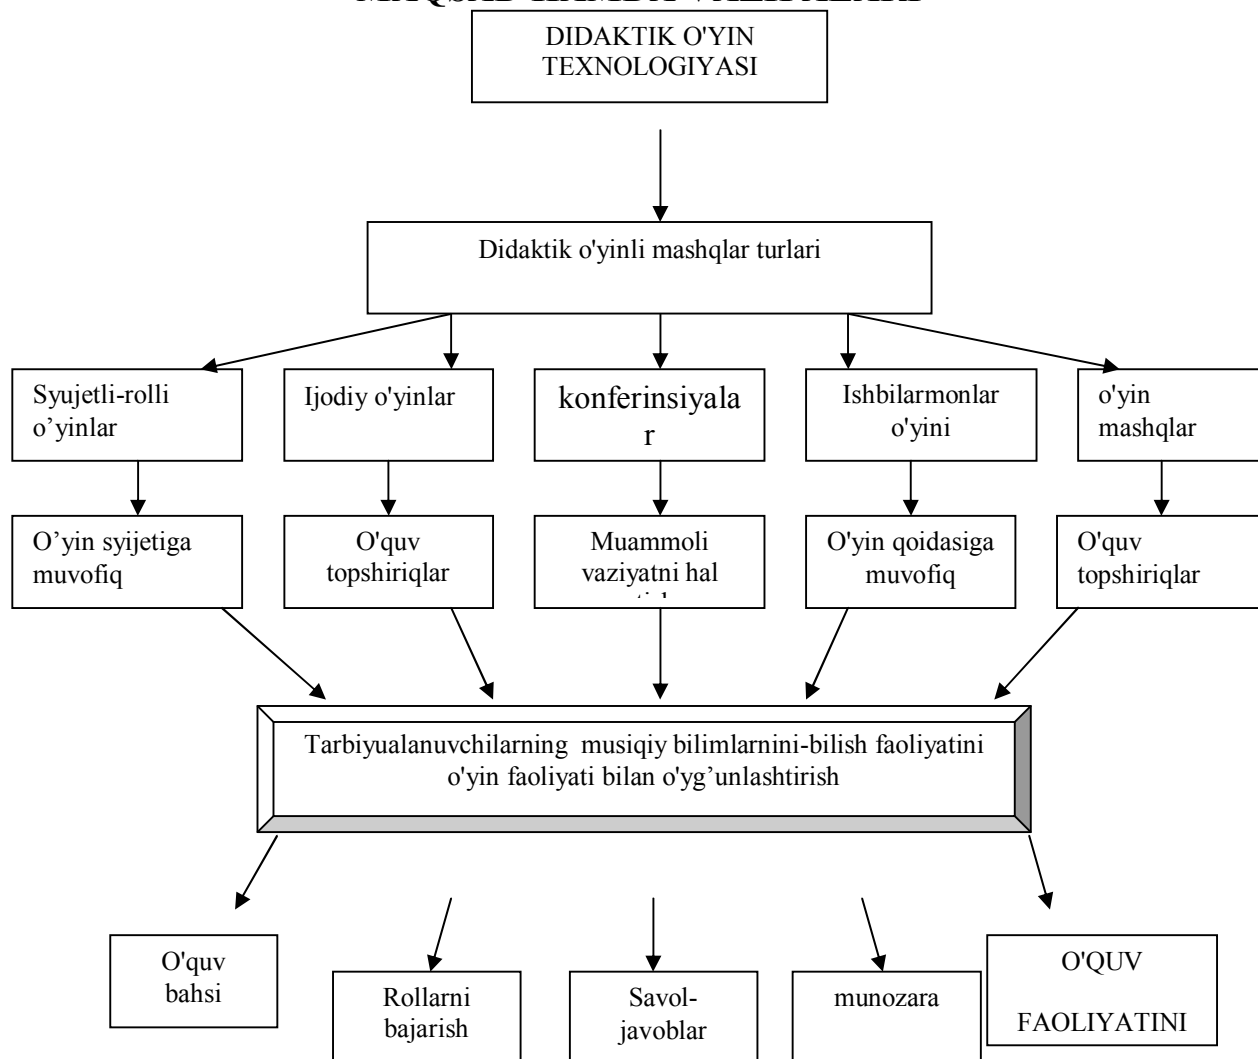 DIDAKTIK O'YIN
TEXNOLOGIYASI
Didaktik o'yinli mashqlar turlari
Syujetli-rolli
o’yinlar
Ijodiy o'yinlar
konferinsiyala
r
Ishbilarmonlar
o'yini
o'yin
mashqlar
O’yin syijetiga
muvofiq
O'quv
topshiriqlar
Muammoli
vaziyatni hal
O'yin qoidasiga
muvofiq
O'quv
topshiriqlar
Tarbiyualanuvchilarning musiqiy bilimlarnini-bilish faoliyatini
o'yin faoliyati bilan o'yg’unlashtirish
O'quv
bahsi
Rollarni
bajarish
Savol-
javoblar
munozara
O'QUV
FAOLIYATINI